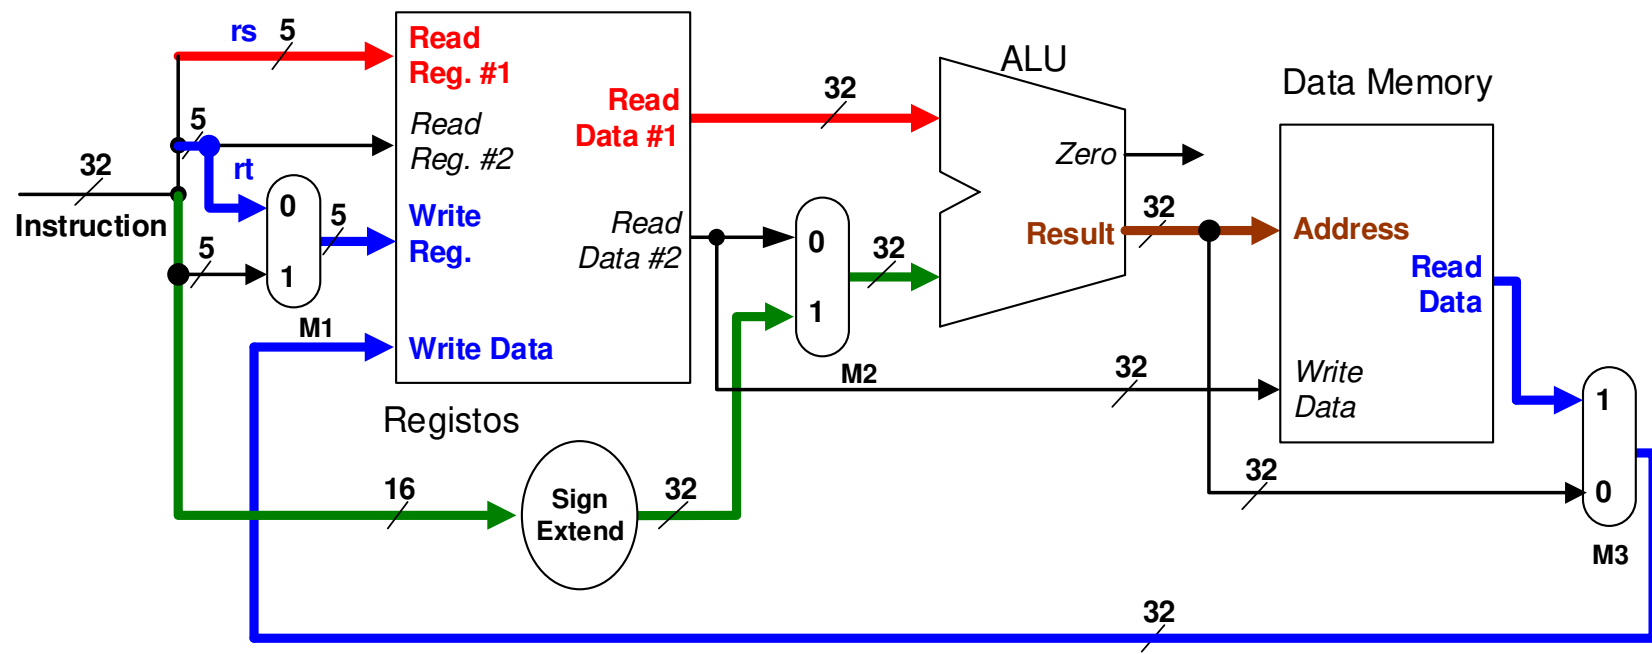 rs
5
Read
Reg. #1
Read
Reg. #2
Write
Reg.
Write Data
Read
Data #1
Read
Data #2
Registos
5
rt
32
Instruction
0
1
5
5
M1
16
Sign
Extend
32
0
1
M2
32
32
ALU
Zero
Result
32
Data Memory
Address
Read
Data
Write
Data
32
32
1
0
M3
32